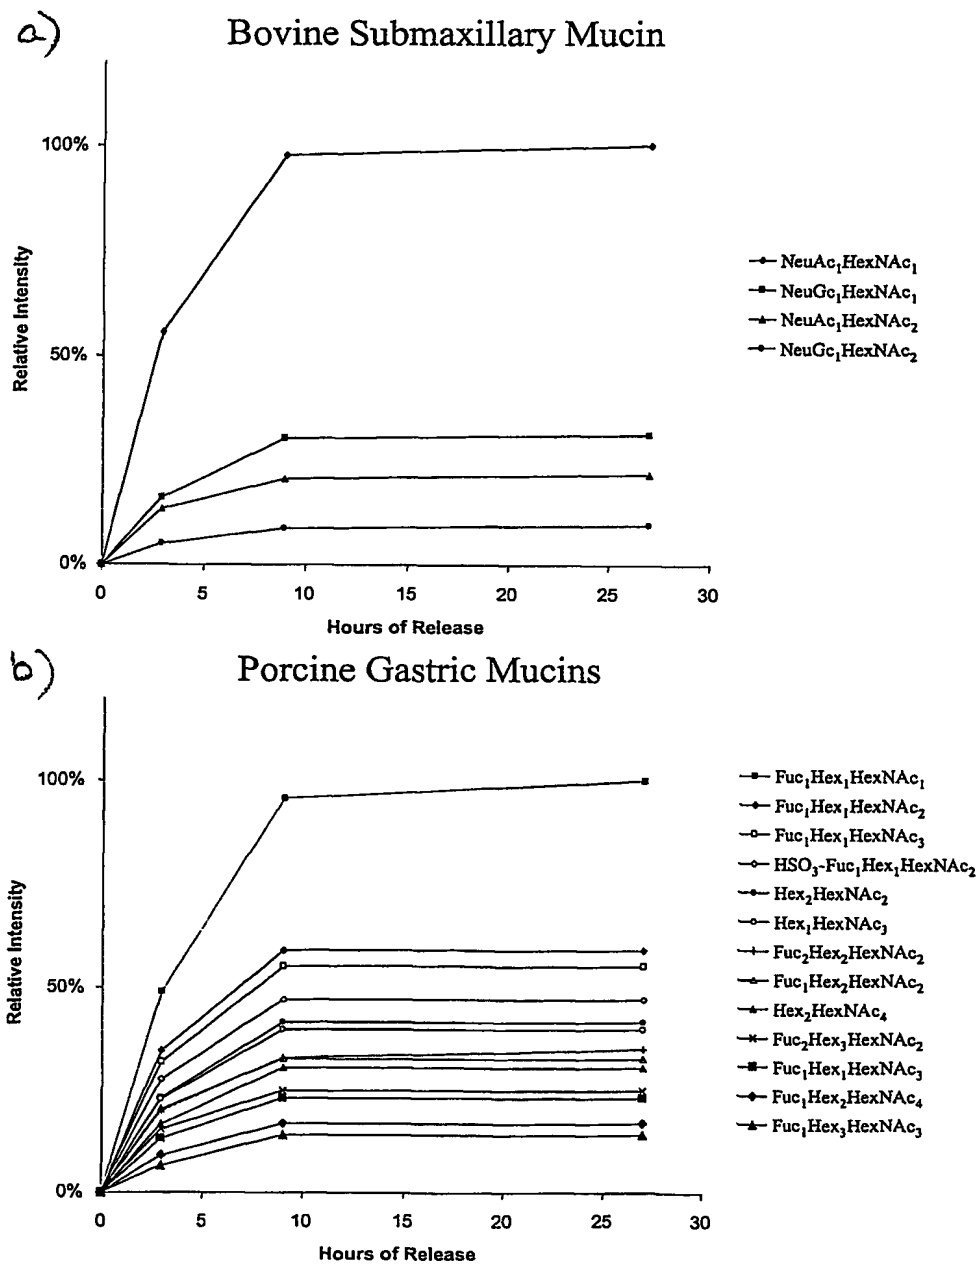 a)
Bovine Submaxillary Mucin
100%
50%
0%
Relative Intensity
0 5 10 15 20 25 30
Hours of Release
NeuAc₁HexNAc₁
NeuGc₁HexNAc₁
NeuAc₁HexNAc₂
NeuGc₁HexNAc₂
b)
Porcine Gastric Mucins
100%
50%
0%
Relative Intensity
0 5 10 15 20 25 30
Hours of Release
Fuc₁Hex₁HexNAc₁
Fuc₁Hex₁HexNAc₂
Fuc₁Hex₁HexNAc₃
HSO₃-Fuc₁Hex₁HexNAc₂
Hex₂HexNAc₂
Hex₁HexNAc₃
Fuc₂Hex₂HexNAc₂
Fuc₁Hex₂HexNAc₂
Hex₂HexNAc₄
Fuc₂Hex₃HexNAc₂
Fuc₁Hex₁HexNAc₃
Fuc₁Hex₂HexNAc₄
Fuc₁Hex₃HexNAc₃